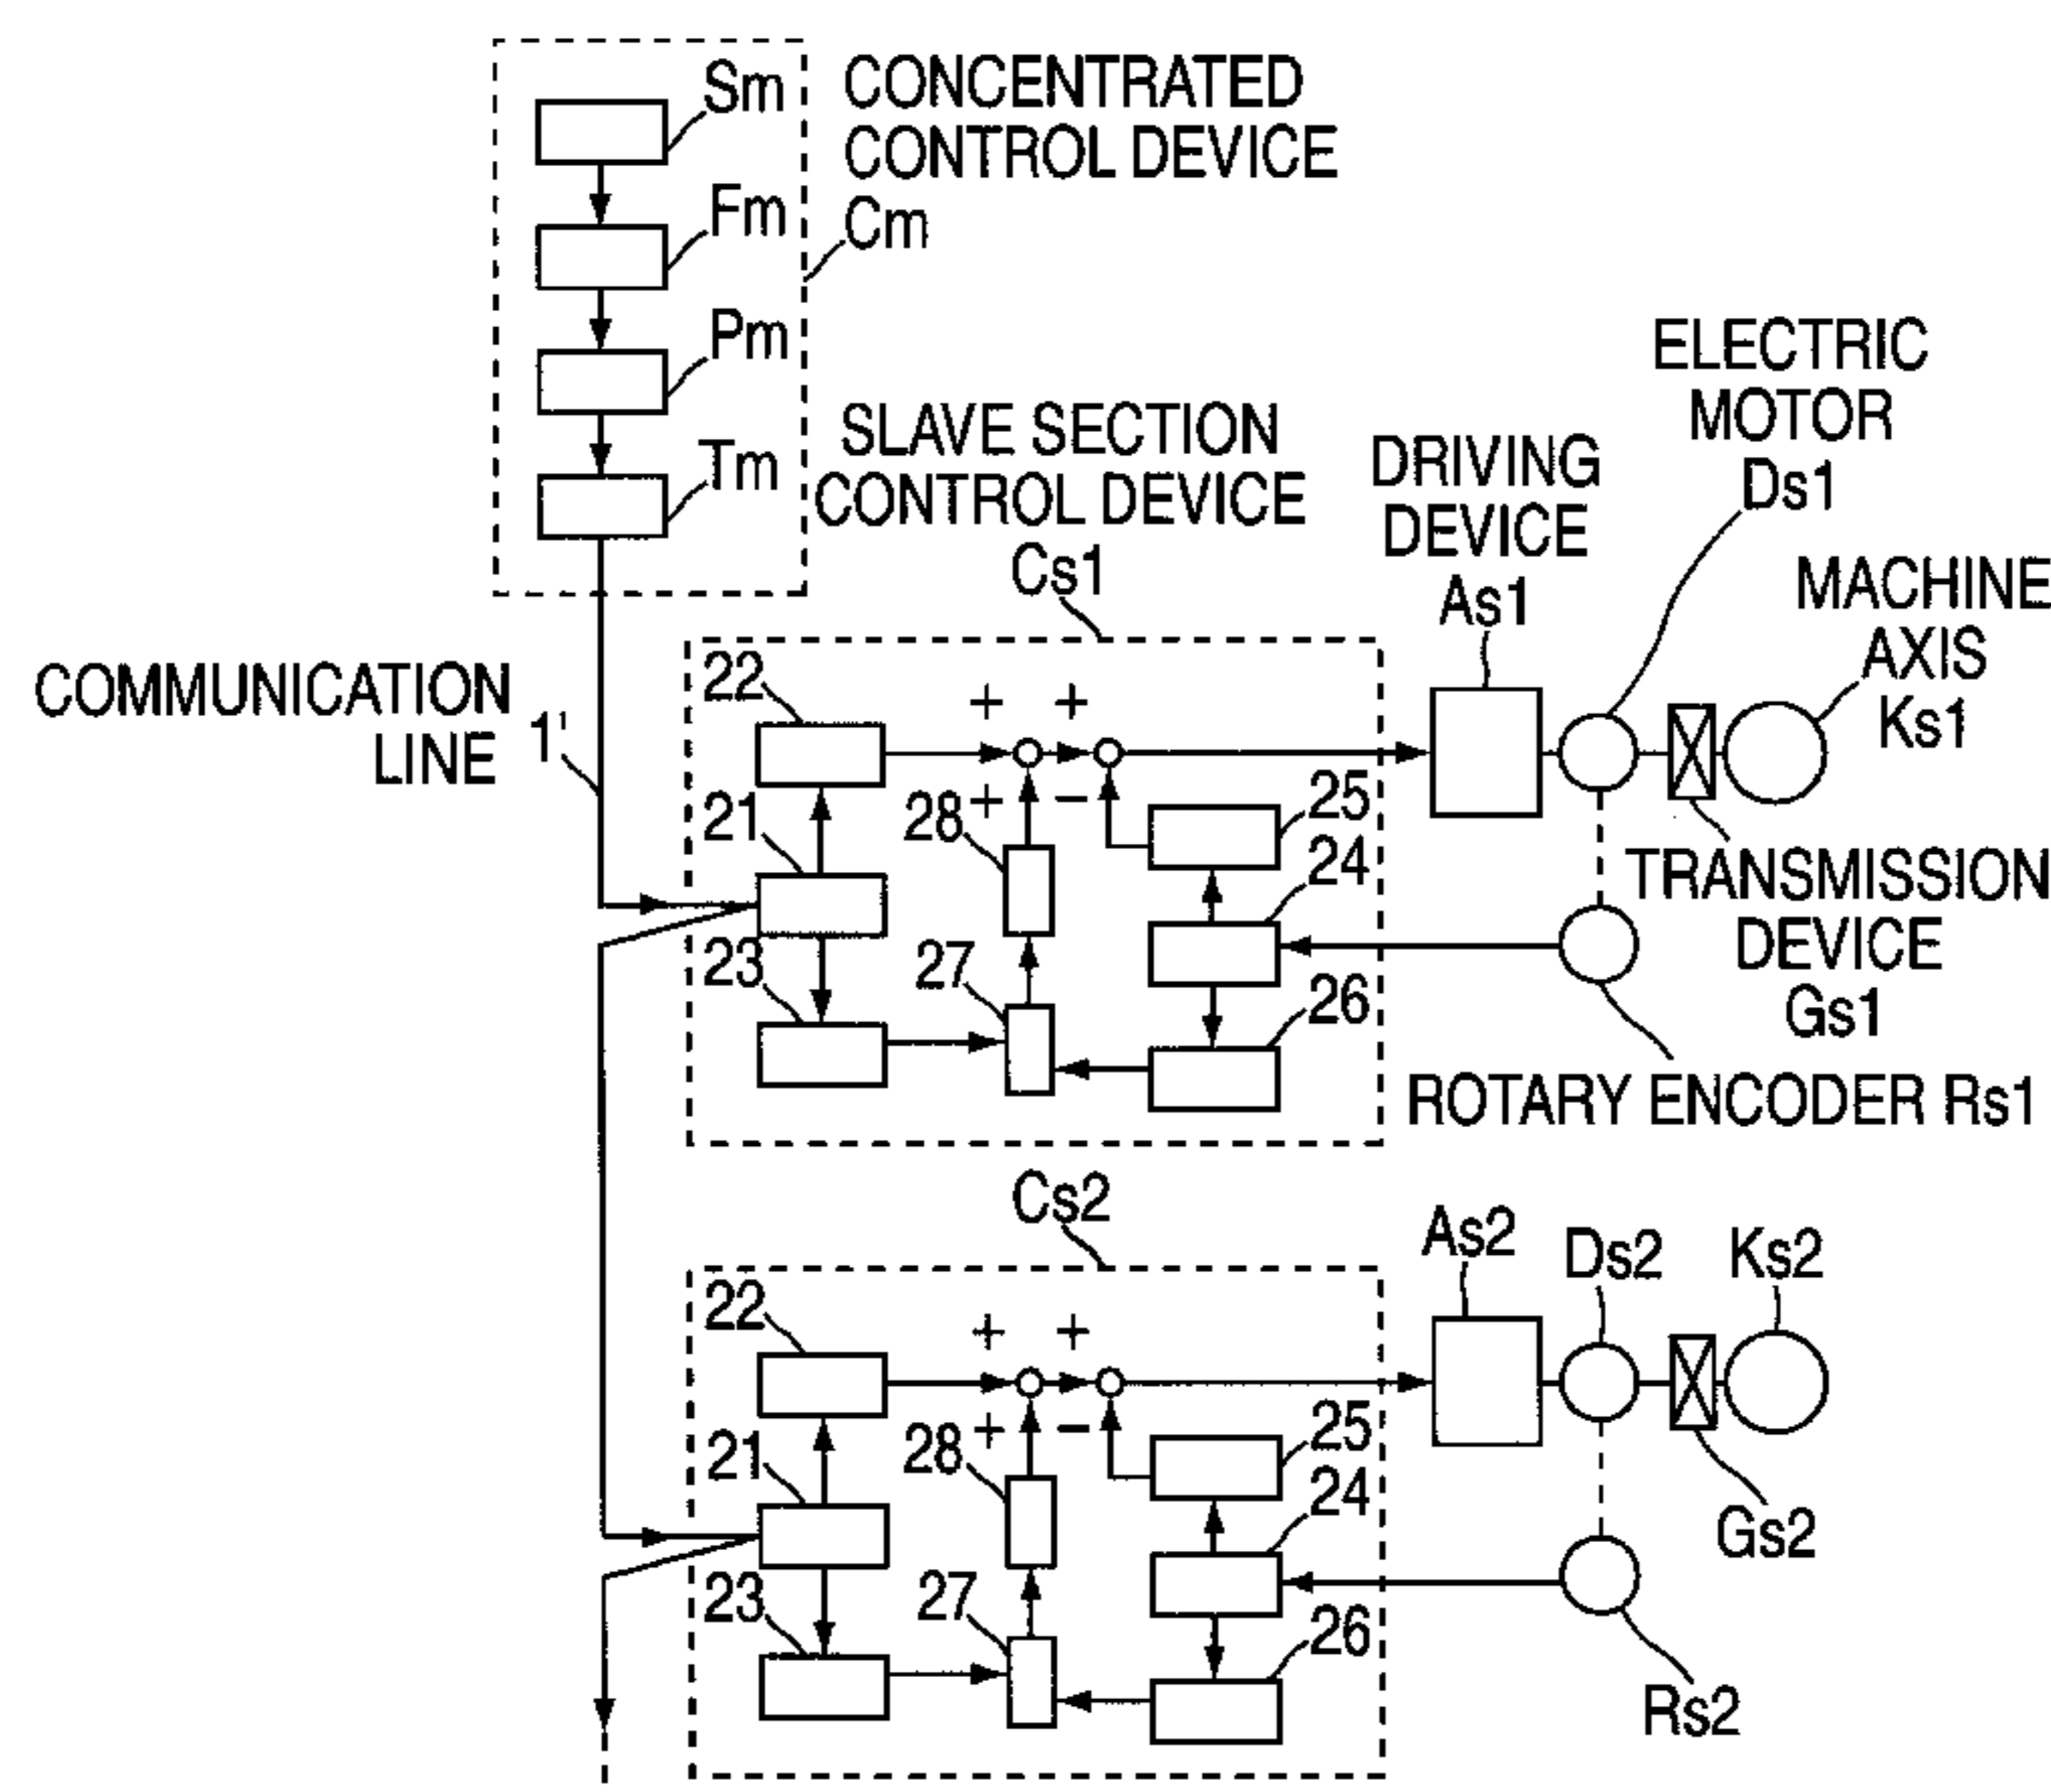 Sm
CONCENTRATED
CONTROL DEVICE
Cm
Fm
Pm
Tm
SLAVE SECTION
CONTROL DEVICE
Cs1
DRIVING
DEVICE
As1
ELECTRIC
MOTOR
Ds1
MACHINE
AXIS
Ks1
COMMUNICATION
LINE 1'
22
+ +
21
28
+ −
25
24
23
27
26
TRANSMISSION
DEVICE
Gs1
ROTARY ENCODER Rs1
Cs2
As2
Ds2
Ks2
22
+ +
21
28
+ −
25
24
23
27
26
Gs2
Rs2